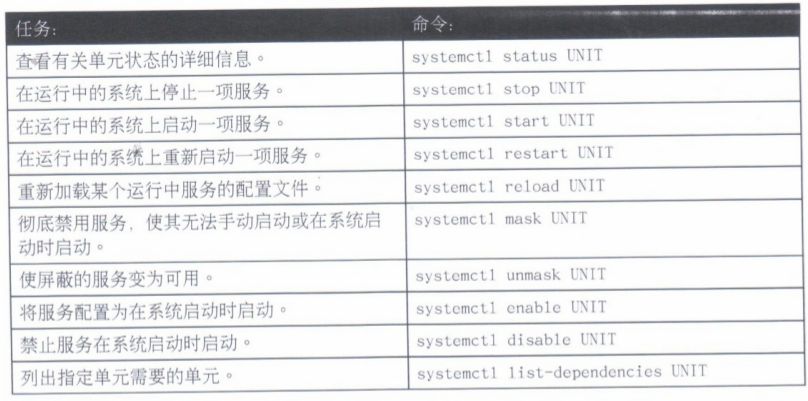 任务:
命令:
查看有关单元状态的详细信息。
systemctl status UNIT
在运行中的系统上停止一项服务。
systemctl stop UNIT
在运行中的系统上启动一项服务。
systemctl start UNIT
在运行中的系统上重新启动一项服务。
systemctl restart UNIT
重新加载某个运行中服务的配置文件。
systemctl reload UNIT
彻底禁用服务，使其无法手动启动或在系统启
动时启动。
systemctl mask UNIT
使屏蔽的服务变为可用。
systemctl unmask UNIT
将服务配置为在系统启动时启动。
systemctl enable UNIT
禁止服务在系统启动时启动。
systemctl disable UNIT
列出指定单元需要的单元。
systemctl list-dependencies UNIT